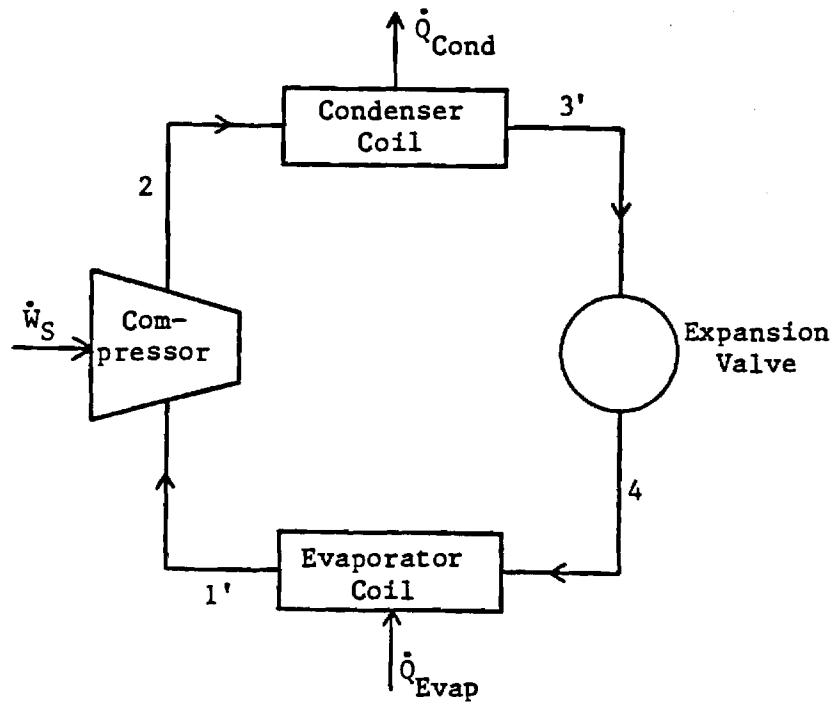 Q̇Cond
Condenser
Coil
3'
2
ẆS
Com-
pressor
Expansion
Valve
4
Evaporator
Coil
1'
Q̇Evap